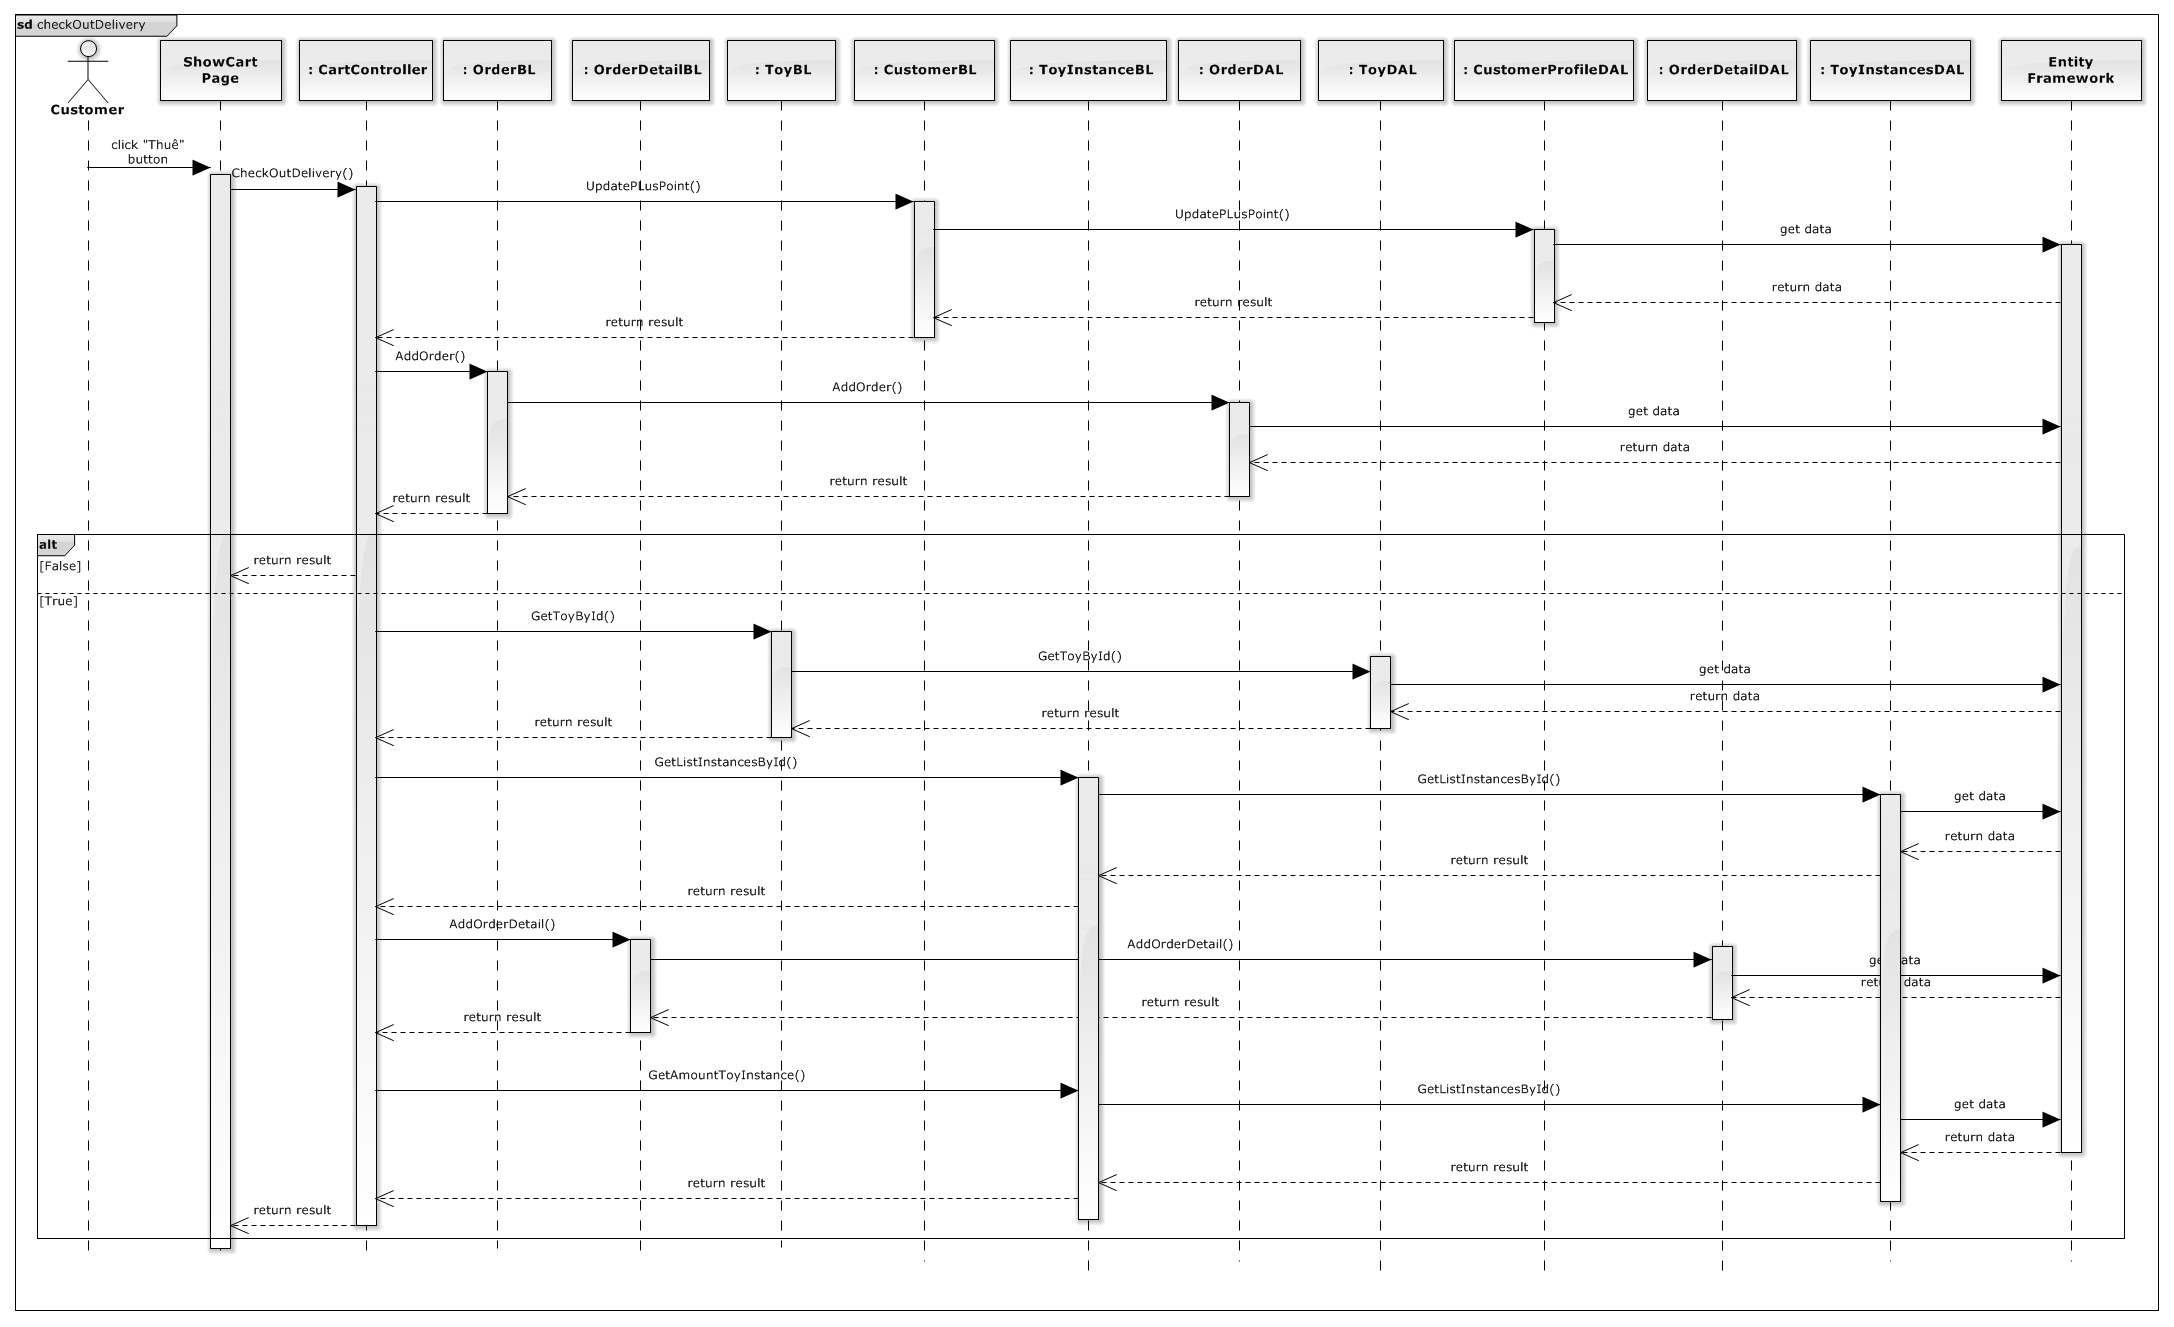 sd checkOutDelivery
Customer
ShowCart
Page
: CartController
: OrderBL
: OrderDetailBL
: ToyBL
: CustomerBL
: ToyInstanceBL
: OrderDAL
: ToyDAL
: CustomerProfileDAL
: OrderDetailDAL
: ToyInstancesDAL
Entity
Framework
click "Thuê"
button
CheckOutDelivery()
UpdatePLusPoint()
UpdatePLusPoint()
get data
return data
return result
return result
AddOrder()
AddOrder()
get data
return data
return result
return result
alt
[False]
return result
[True]
GetToyById()
GetToyById()
get data
return data
return result
return result
GetListInstancesById()
GetListInstancesById()
get data
return data
return result
return result
AddOrderDetail()
AddOrderDetail()
get data
return data
return result
return result
GetAmountToyInstance()
GetListInstancesById()
get data
return data
return result
return result
return result